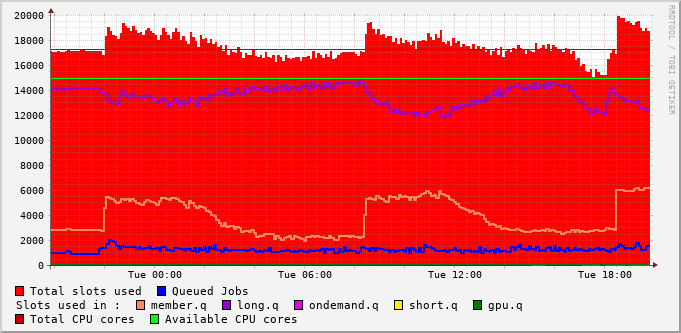 20000
18000
16000
14000
12000
10000
8000
6000
4000
2000
0
Tue 00:00 Tue 06:00 Tue 12:00 Tue 18:00
RRDTOOL / TOBI OETIKER
Total slots used Queued Jobs
Slots used in : member.q long.q ondemand.q short.q gpu.q
Total CPU cores Available CPU cores